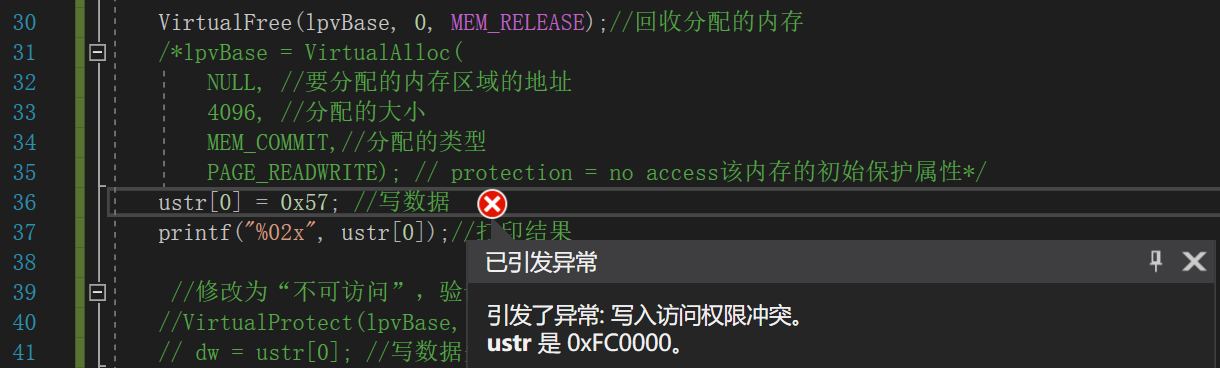 30 VirtualFree(lpvBase, 0, MEM_RELEASE);//回收分配的内存
31 /*lpvBase = VirtualAlloc(
32 NULL, //要分配的内存区域的地址
33 4096, //分配的大小
34 MEM_COMMIT,//分配的类型
35 PAGE_READWRITE); // protection = no access该内存的初始保护属性*/
36 ustr[0] = 0x57; //写数据
37 printf("%02x", ustr[0]);//打印结果
38
39 //修改为“不可访问”，验
40 //VirtualProtect(lpvBase,
41 // dw = ustr[0]; //写数据
已引发异常
引发了异常: 写入访问权限冲突。
ustr 是 0xFC0000。